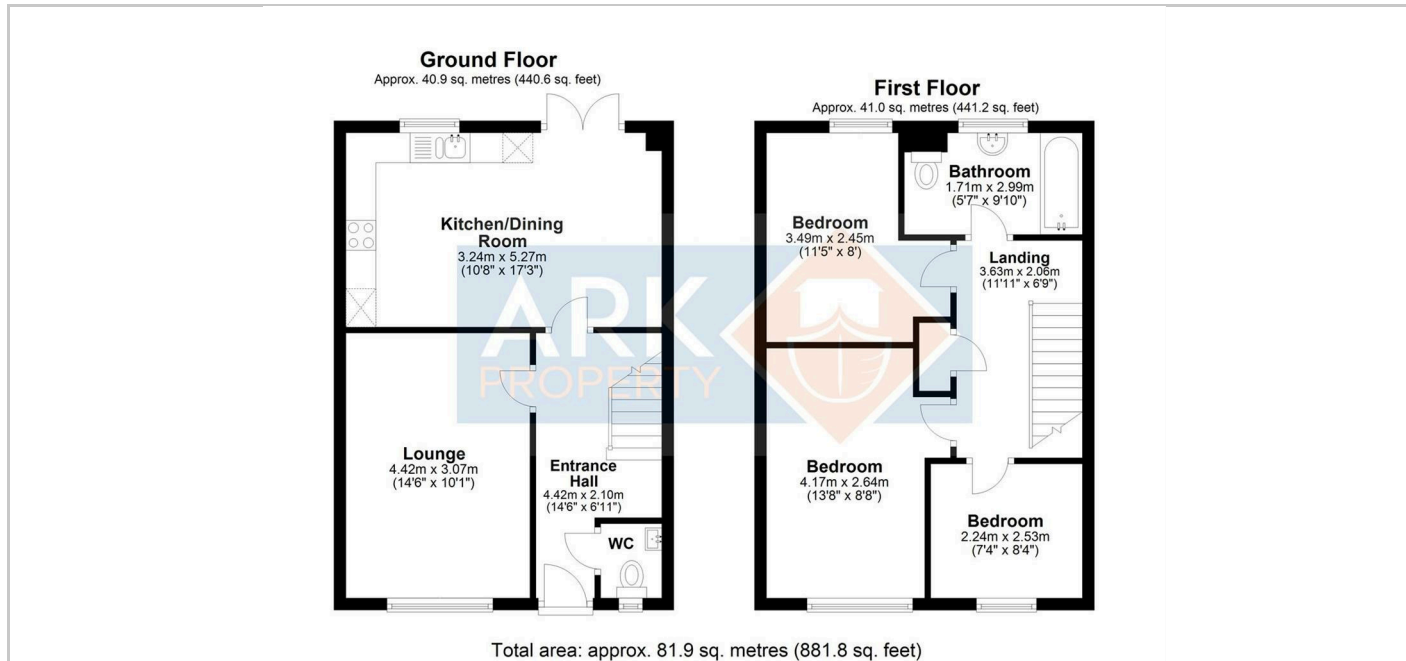 Ground Floor
Approx. 40.9 sq. metres (440.6 sq. feet)
Kitchen/Dining
Room
3.24m x 5.27m
(10'8" x 17'3")
Lounge
4.42m x 3.07m
(14'6" x 10'1")
Entrance
Hall
4.42m x 2.10m
(14'6" x 6'11")
WC
First Floor
Approx. 41.0 sq. metres (441.2 sq. feet)
Bathroom
1.71m x 2.99m
(5'7" x 9'10")
Bedroom
3.49m x 2.45m
(11'5" x 8')
Landing
3.63m x 2.06m
(11'11" x 6'9")
Bedroom
4.17m x 2.64m
(13'8" x 8'8")
Bedroom
2.24m x 2.53m
(7'4" x 8'4")
ARK
PROPERTY
Total area: approx. 81.9 sq. metres (881.8 sq. feet)